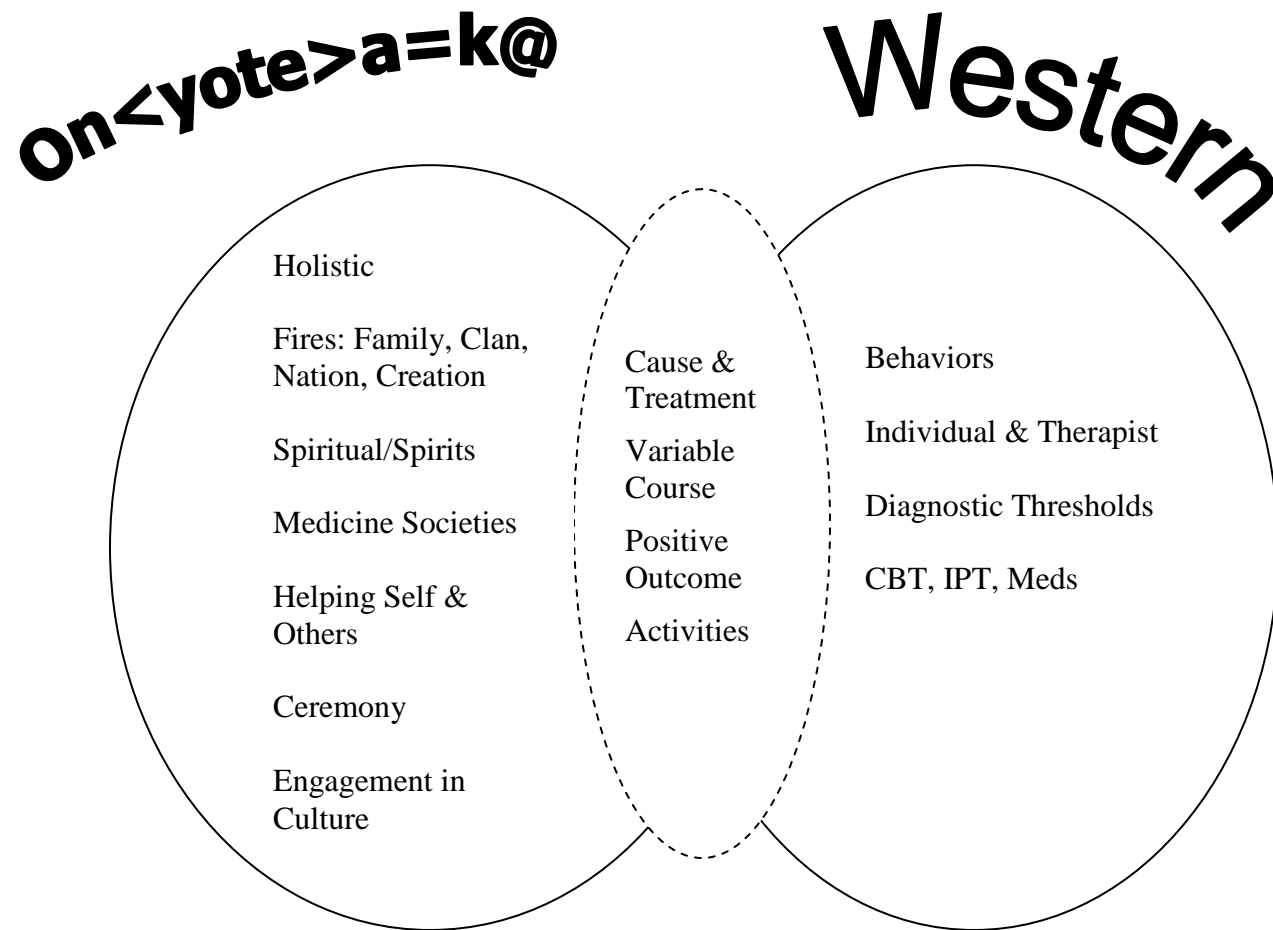 On<yote>a=k@
Western
Holistic
Fires: Family, Clan,
Nation, Creation
Spiritual/Spirits
Medicine Societies
Helping Self &
Others
Ceremony
Engagement in
Culture
Cause &
Treatment
Variable
Course
Positive
Outcome
Activities
Behaviors
Individual & Therapist
Diagnostic Thresholds
CBT, IPT, Meds